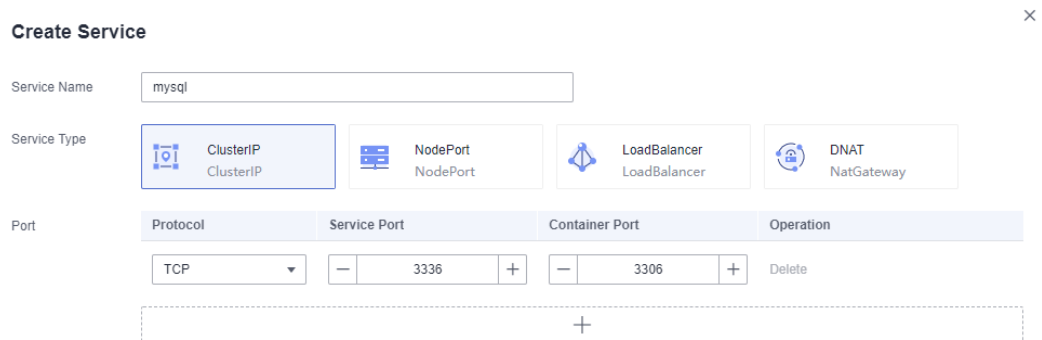 Create Service
Service Name mysql
Service Type ClusterIP ClusterIP NodePort NodePort LoadBalancer LoadBalancer DNAT NatGateway
Port Protocol Service Port Container Port Operation
TCP 3336 3306 Delete